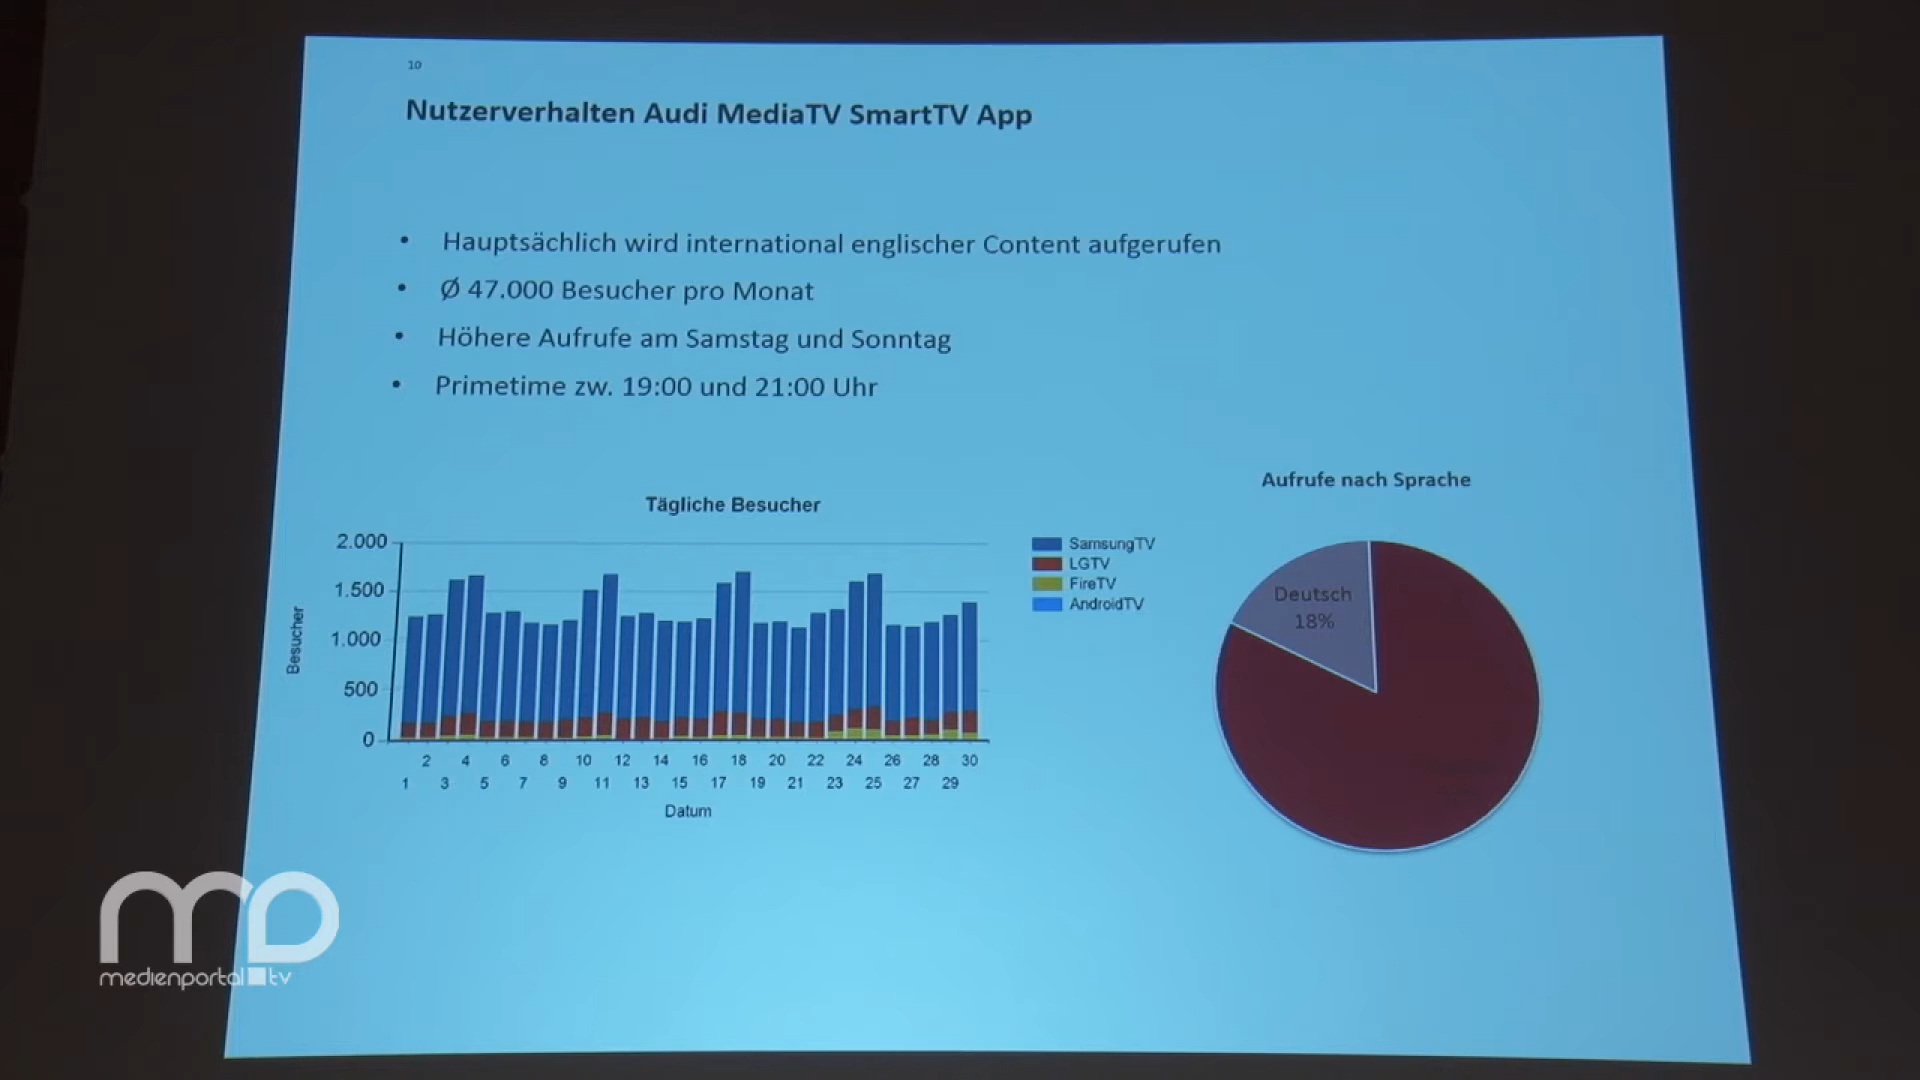 10
Nutzerverhalten Audi MediaTV SmartTV App
• Hauptsächlich wird international englischer Content aufgerufen
• Ø 47.000 Besucher pro Monat
• Höhere Aufrufe am Samstag und Sonntag
• Primetime zw. 19:00 und 21:00 Uhr
Tägliche Besucher
2.000
1.500
1.000
500
0
Besucher
2 4 6 8 10 12 14 16 18 20 22 24 26 28 30
1 3 5 7 9 11 13 15 17 19 21 23 25 27 29
Datum
SamsungTV
LGTV
FireTV
AndroidTV
Aufrufe nach Sprache
Deutsch
18%
medienportal.tv